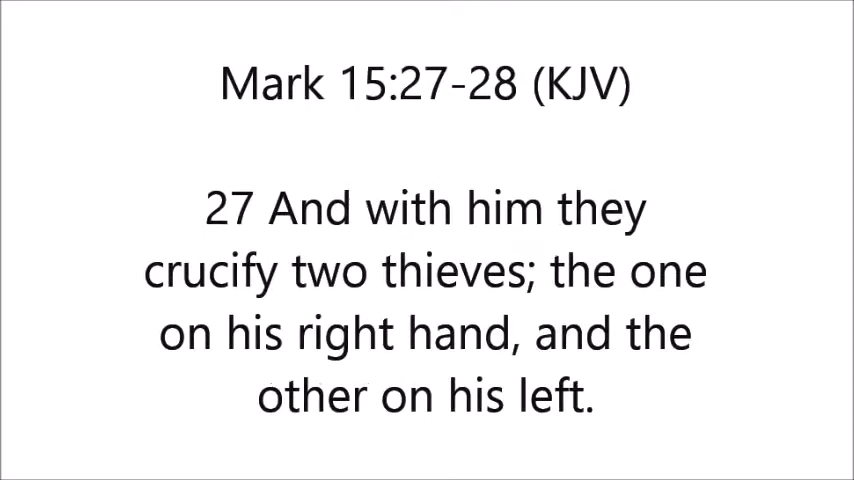 Mark 15:27-28 (KJV)
27 And with him they
crucify two thieves; the one
on his right hand, and the
other on his left.